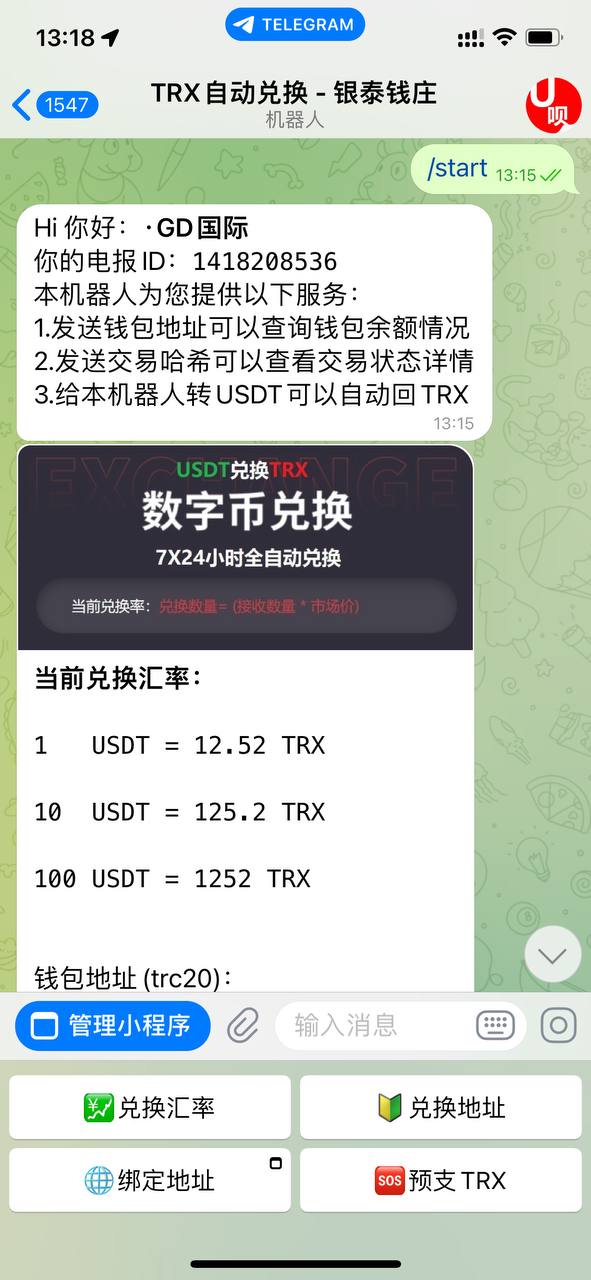 13:18
TELEGRAM
1547
TRX自动兑换 - 银泰钱庄
机器人
U
呗
/start 13:15
Hi 你好： ·GD国际
你的电报ID：1418208536
本机器人为您提供以下服务：
1.发送钱包地址可以查询钱包余额情况
2.发送交易哈希可以查看交易状态详情
3.给本机器人转USDT可以自动回TRX
13:15
EXCHANGE
USDT兑换TRX
数字币兑换
7X24小时全自动兑换
当前兑换率：兑换数量= (接收数量 * 市场价)
当前兑换汇率：
1 USDT = 12.52 TRX
10 USDT = 125.2 TRX
100 USDT = 1252 TRX
钱包地址 (trc20)：
管理小程序
输入消息
兑换汇率
兑换地址
绑定地址
SOS 预支TRX